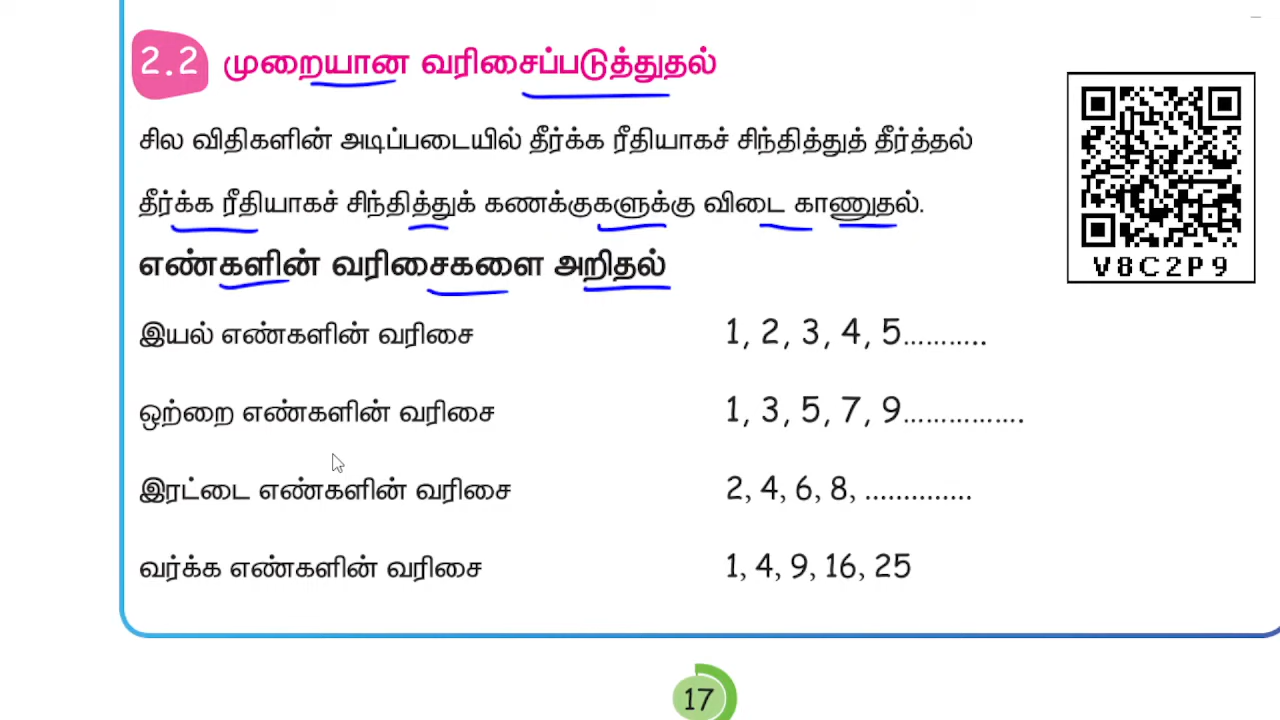 2.2 முறையான வரிசைப்படுத்துதல்
சில விதிகளின் அடிப்படையில் தீர்க்க ரீதியாகச் சிந்தித்துத் தீர்த்தல்
தீர்க்க ரீதியாகச் சிந்தித்துக் கணக்குகளுக்கு விடை காணுதல்.
V8C2P9
எண்களின் வரிசைகளை அறிதல்
இயல் எண்களின் வரிசை 1, 2, 3, 4, 5...........
ஒற்றை எண்களின் வரிசை 1, 3, 5, 7, 9................
இரட்டை எண்களின் வரிசை 2, 4, 6, 8, ..............
வர்க்க எண்களின் வரிசை 1, 4, 9, 16, 25
17